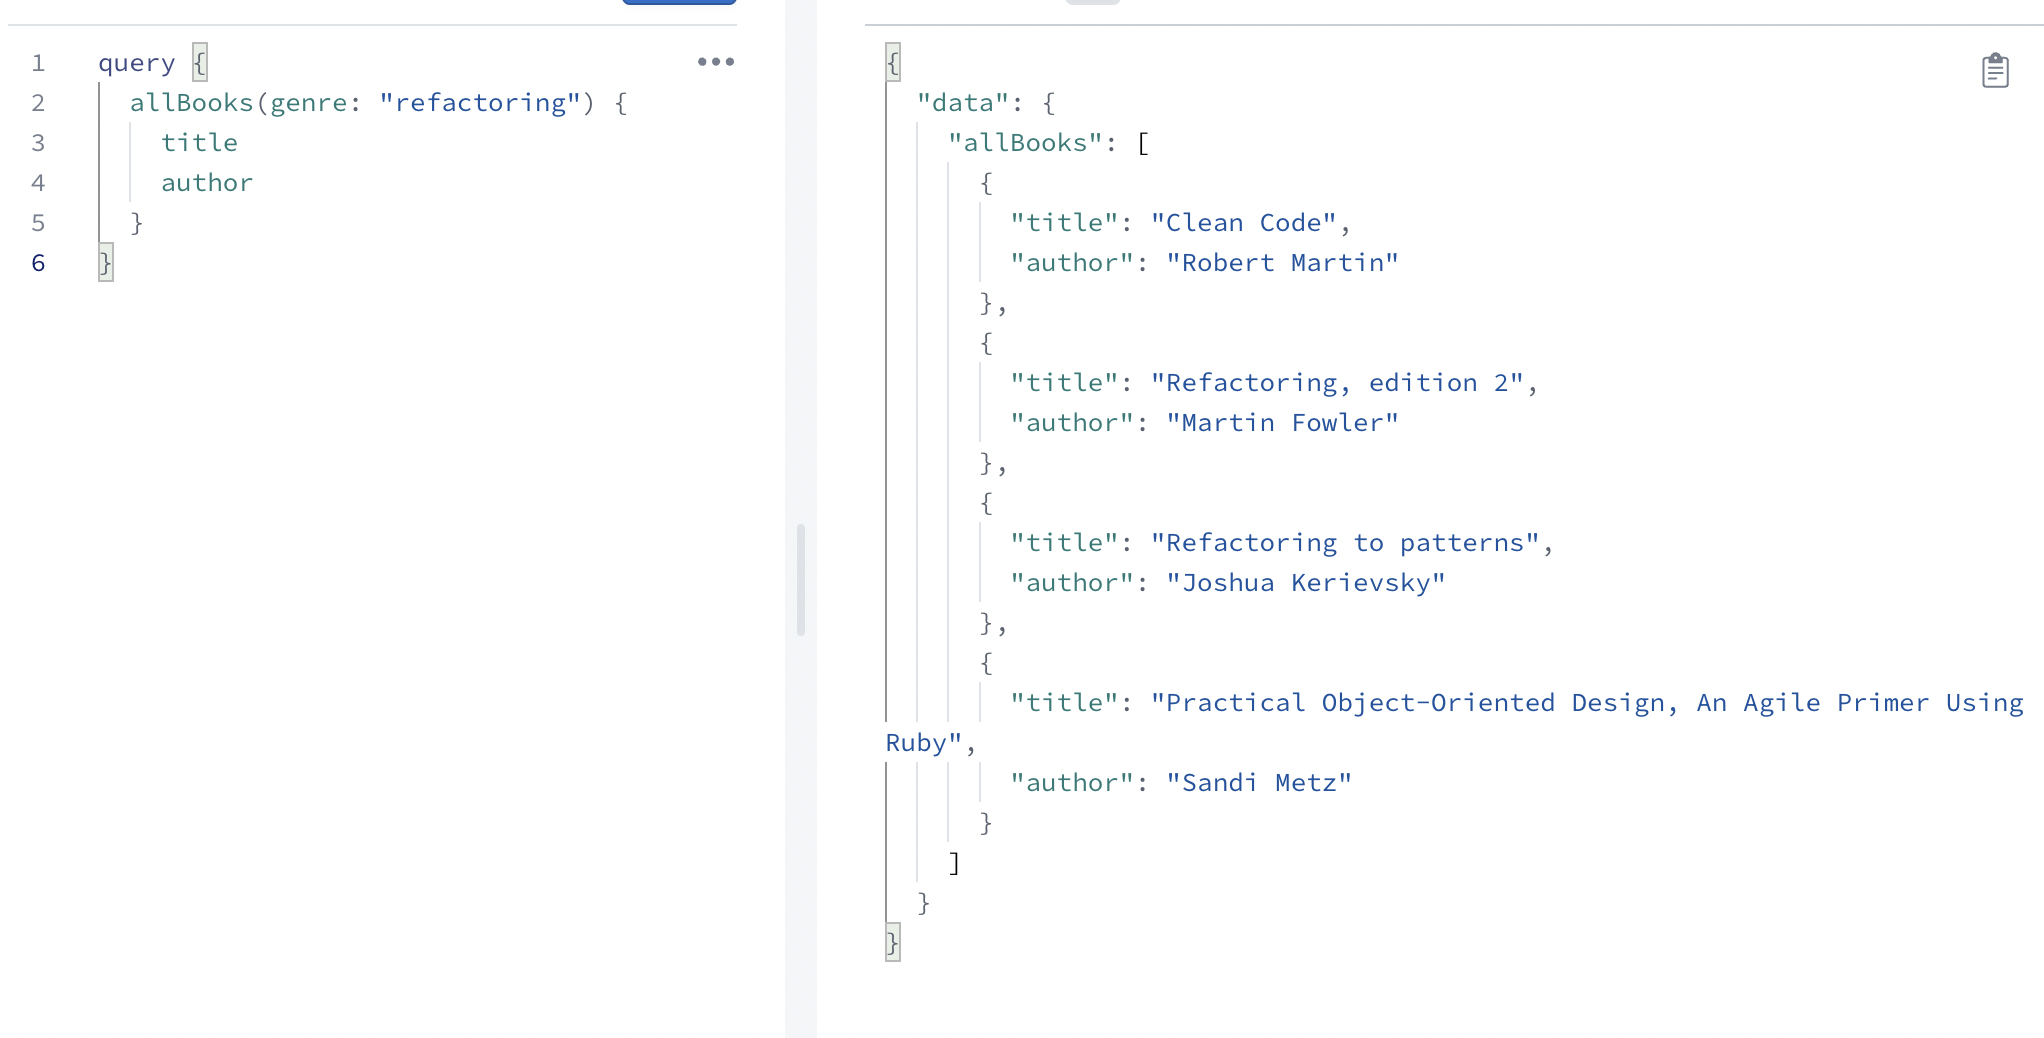 1 query {
2 allBooks(genre: "refactoring") {
3 title
4 author
5 }
6 }
{
"data": {
"allBooks": [
{
"title": "Clean Code",
"author": "Robert Martin"
},
{
"title": "Refactoring, edition 2",
"author": "Martin Fowler"
},
{
"title": "Refactoring to patterns",
"author": "Joshua Kerievsky"
},
{
"title": "Practical Object-Oriented Design, An Agile Primer Using
Ruby",
"author": "Sandi Metz"
}
]
}
}